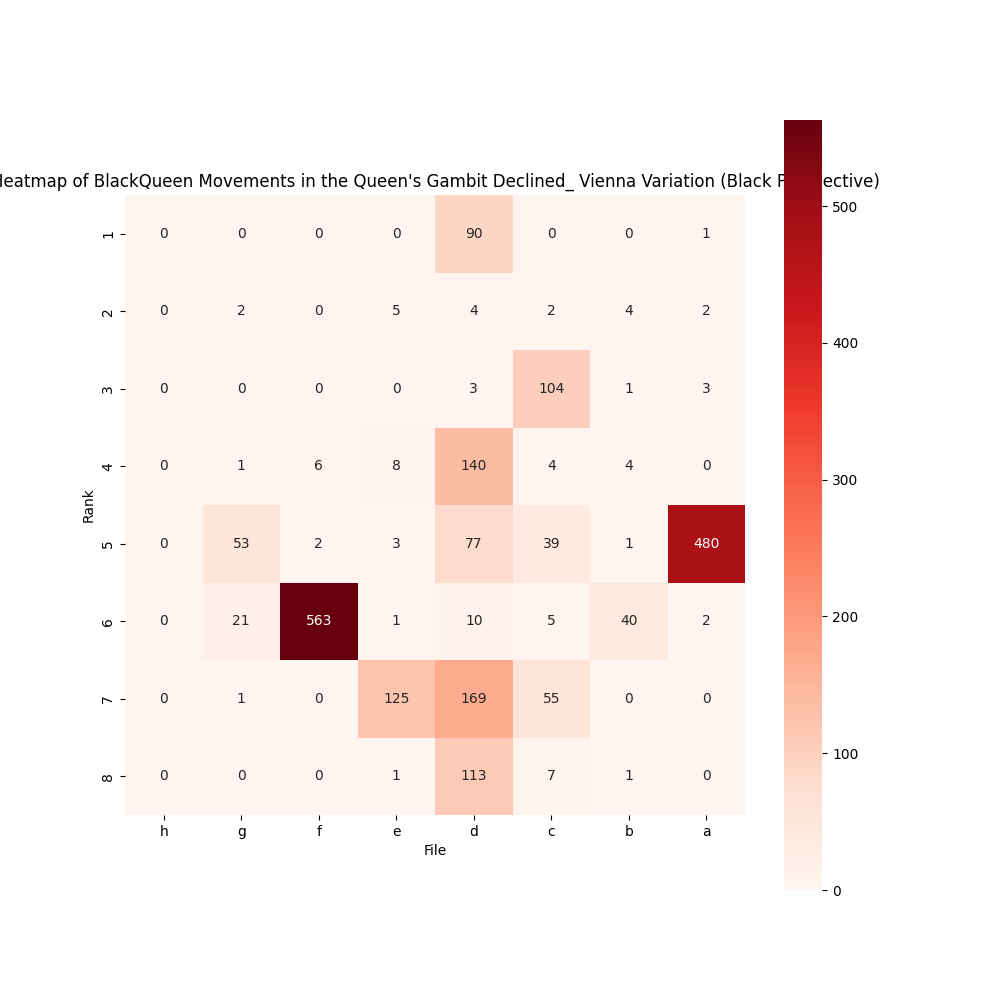 Heatmap of BlackQueen Movements in the Queen's Gambit Declined_ Vienna Variation (Black
1 0 0 0 0 90 0 0 1
2 0 2 0 5 4 2 4 2
3 0 0 0 0 3 104 1 3
4 0 1 6 8 140 4 4 0
Rank
5 0 53 2 3 77 39 1 480
6 0 21 563 1 10 5 40 2
7 0 1 0 125 169 55 0 0
8 0 0 0 1 113 7 1 0
h g f e d c b a
File
500
400
300
200
100
0